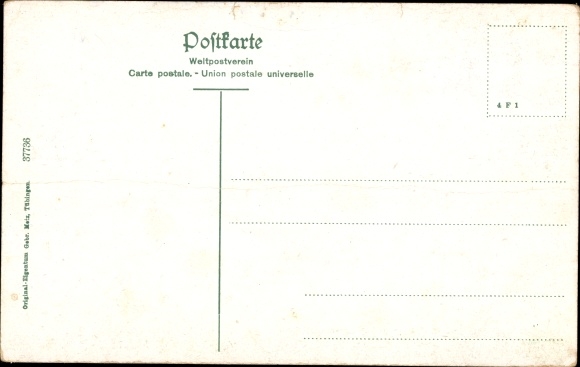 Postkarte
Weltpostverein
Carte postale. - Union postale universelle
4 F 1
37736
Original-Eigentum Gebr. Metz, Tübingen.